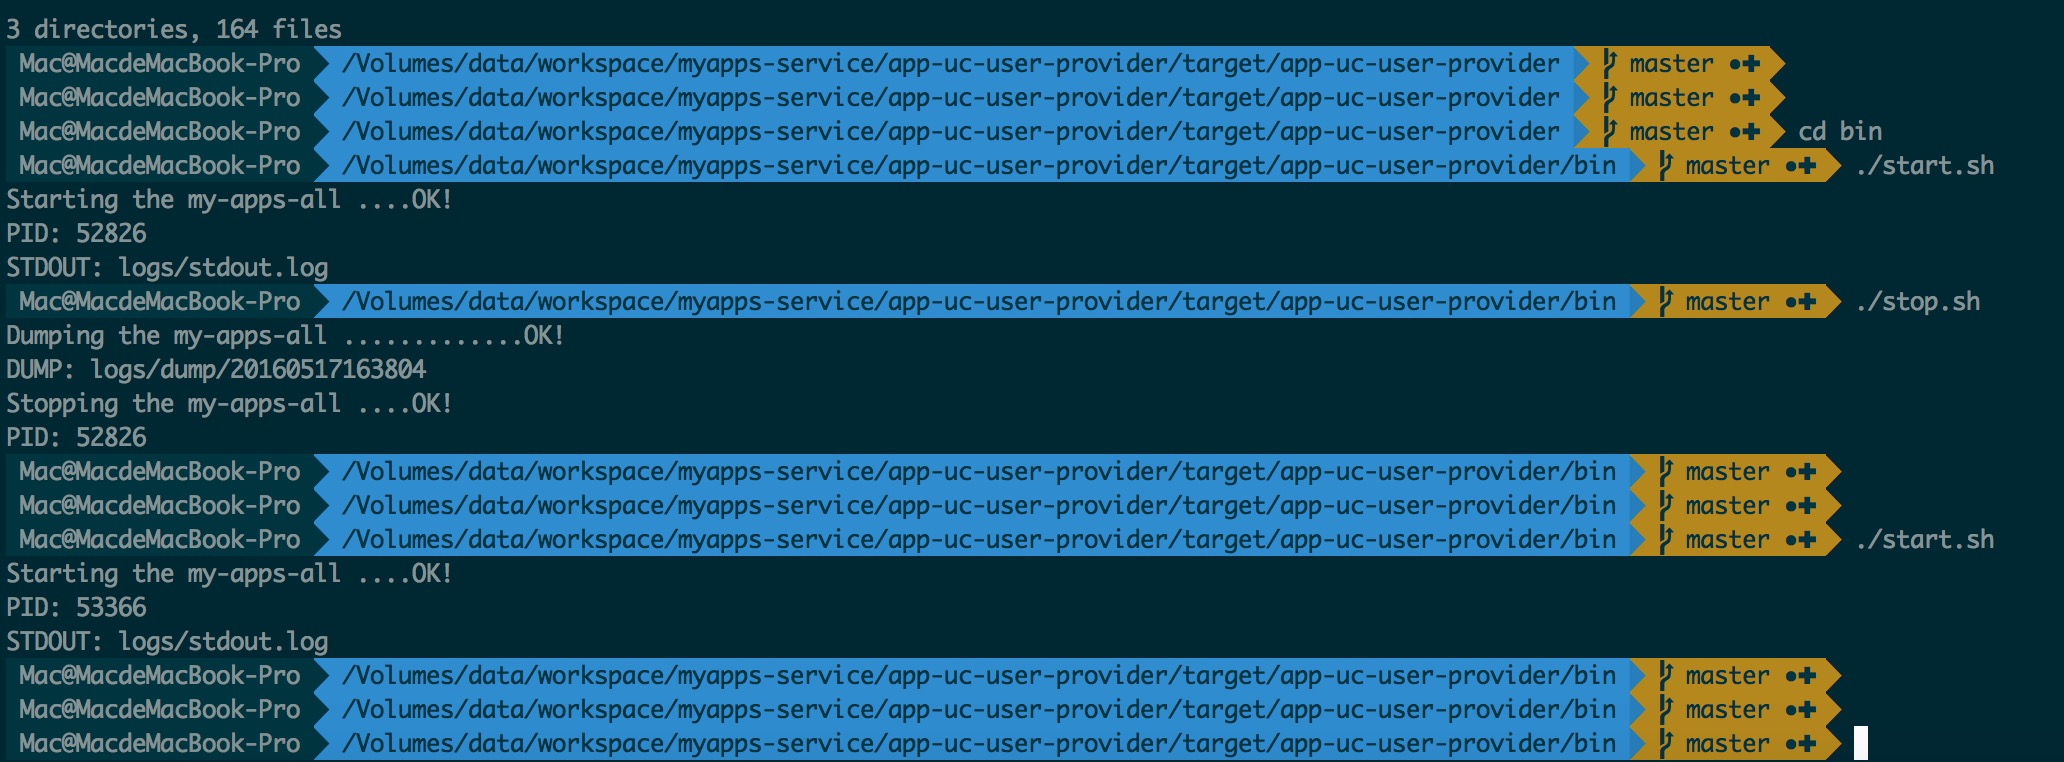 3 directories, 164 files
Mac@MacdeMacBook-Pro /Volumes/data/workspace/myapps-service/app-uc-user-provider/target/app-uc-user-provider master ●✚
Mac@MacdeMacBook-Pro /Volumes/data/workspace/myapps-service/app-uc-user-provider/target/app-uc-user-provider master ●✚
Mac@MacdeMacBook-Pro /Volumes/data/workspace/myapps-service/app-uc-user-provider/target/app-uc-user-provider master ●✚ cd bin
Mac@MacdeMacBook-Pro /Volumes/data/workspace/myapps-service/app-uc-user-provider/target/app-uc-user-provider/bin master ●✚ ./start.sh
Starting the my-apps-all ....OK!
PID: 52826
STDOUT: logs/stdout.log
Mac@MacdeMacBook-Pro /Volumes/data/workspace/myapps-service/app-uc-user-provider/target/app-uc-user-provider/bin master ●✚ ./stop.sh
Dumping the my-apps-all .............OK!
DUMP: logs/dump/20160517163804
Stopping the my-apps-all ....OK!
PID: 52826
Mac@MacdeMacBook-Pro /Volumes/data/workspace/myapps-service/app-uc-user-provider/target/app-uc-user-provider/bin master ●✚
Mac@MacdeMacBook-Pro /Volumes/data/workspace/myapps-service/app-uc-user-provider/target/app-uc-user-provider/bin master ●✚
Mac@MacdeMacBook-Pro /Volumes/data/workspace/myapps-service/app-uc-user-provider/target/app-uc-user-provider/bin master ●✚ ./start.sh
Starting the my-apps-all ....OK!
PID: 53366
STDOUT: logs/stdout.log
Mac@MacdeMacBook-Pro /Volumes/data/workspace/myapps-service/app-uc-user-provider/target/app-uc-user-provider/bin master ●✚
Mac@MacdeMacBook-Pro /Volumes/data/workspace/myapps-service/app-uc-user-provider/target/app-uc-user-provider/bin master ●✚
Mac@MacdeMacBook-Pro /Volumes/data/workspace/myapps-service/app-uc-user-provider/target/app-uc-user-provider/bin master ●✚